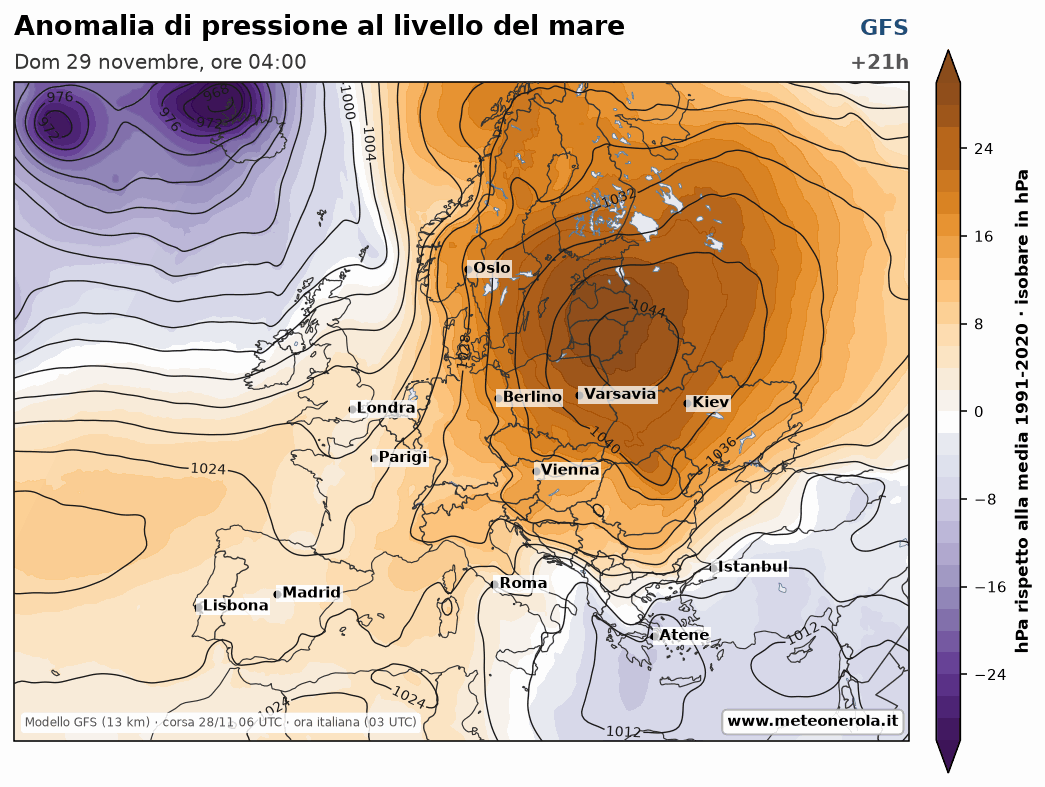 Anomalia di pressione al livello del mare
GFS
Dom 29 novembre, ore 04:00
+21h
976
968
976
972
972
1000
1004
1032
Oslo
1044
1028
Berlino
Varsavia
Kiev
Londra
1040
1036
Parigi
Vienna
1024
Istanbul
Roma
Madrid
Lisbona
Atene
1012
1024
1024
1012
Modello GFS (13 km) · corsa 28/11 06 UTC · ora italiana (03 UTC)
www.meteonerola.it
24
16
8
0
−8
−16
−24
hPa rispetto alla media 1991-2020 · isobare in hPa